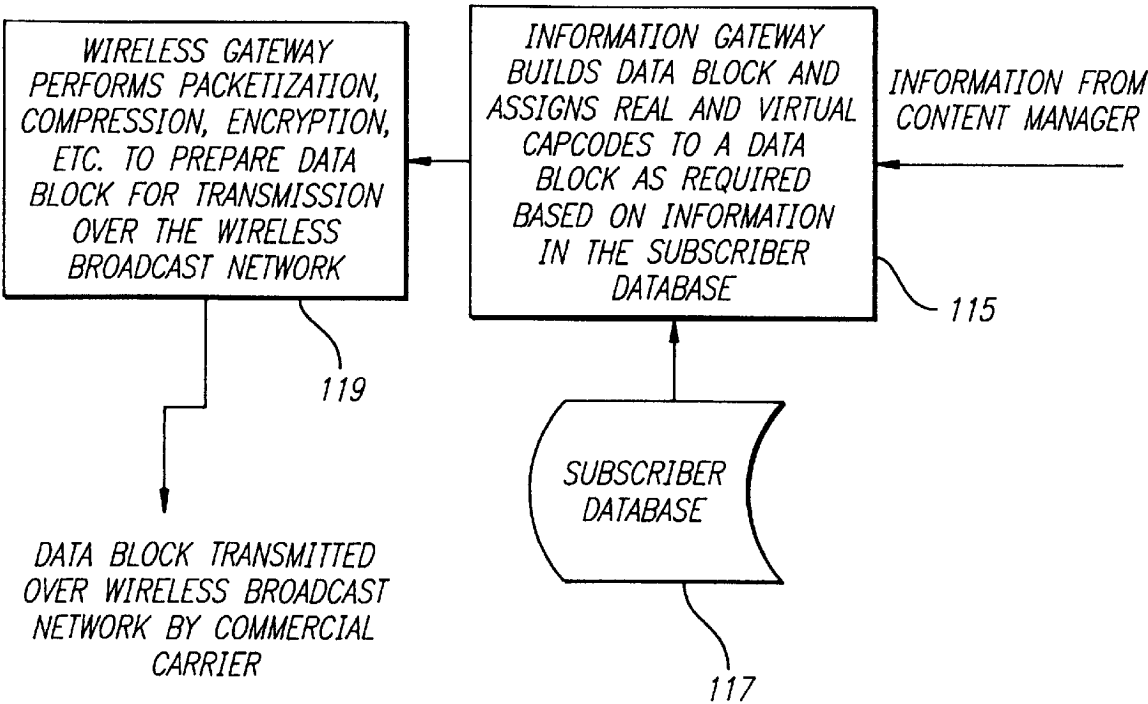 WIRELESS GATEWAY
PERFORMS PACKETIZATION,
COMPRESSION, ENCRYPTION,
ETC. TO PREPARE DATA
BLOCK FOR TRANSMISSION
OVER THE WIRELESS
BROADCAST NETWORK
119
INFORMATION GATEWAY
BUILDS DATA BLOCK AND
ASSIGNS REAL AND VIRTUAL
CAPCODES TO A DATA
BLOCK AS REQUIRED
BASED ON INFORMATION
IN THE SUBSCRIBER
DATABASE
115
INFORMATION FROM
CONTENT MANAGER
SUBSCRIBER
DATABASE
117
DATA BLOCK TRANSMITTED
OVER WIRELESS BROADCAST
NETWORK BY COMMERCIAL
CARRIER